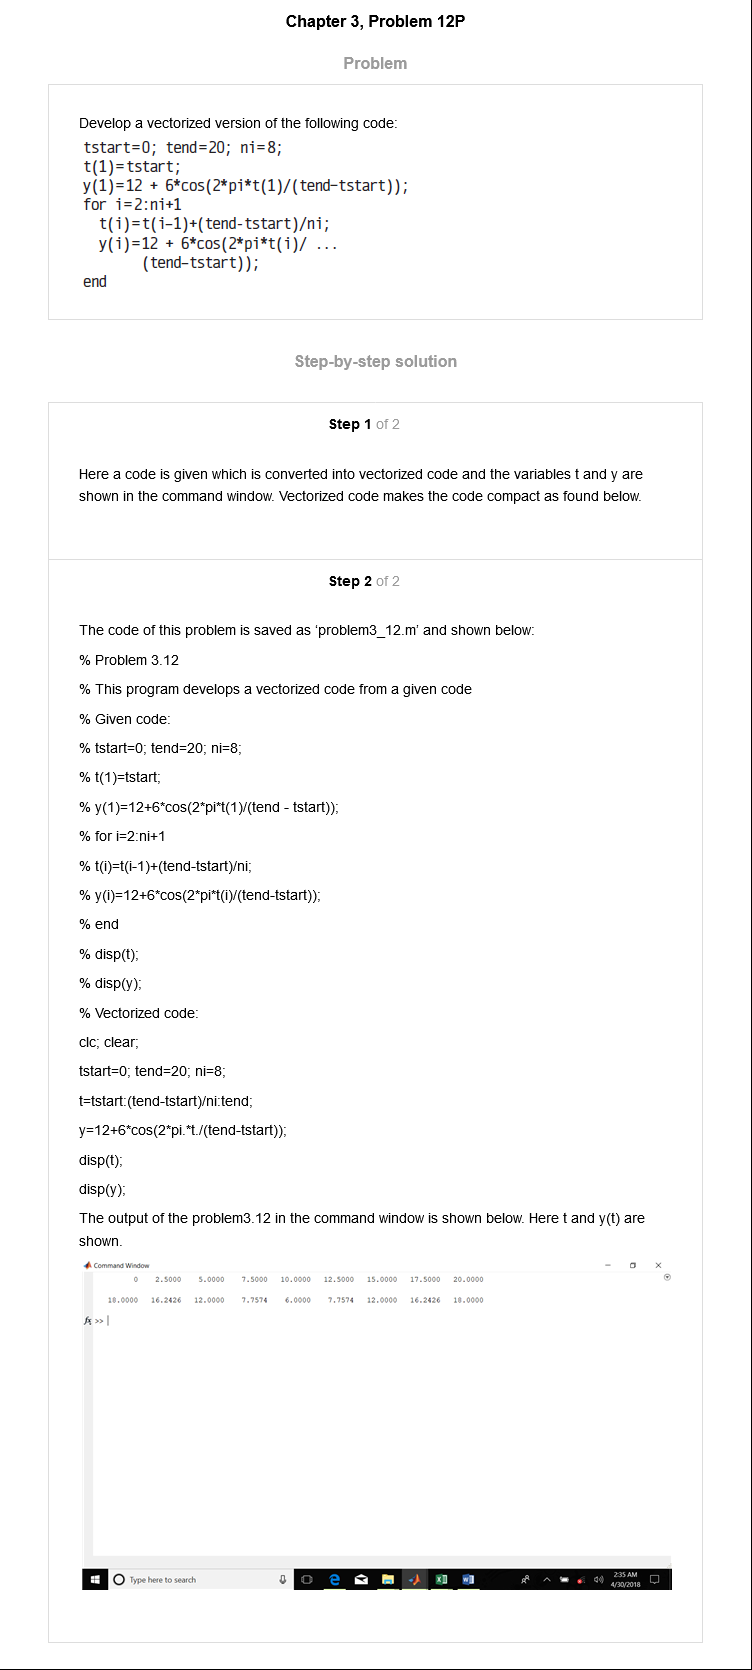 Chapter 3, Problem 12P
Problem
Develop a vectorized version of the following code:
tstart=0; tend=20; ni=8;
t(1)=tstart;
y(1)=12 + 6*cos(2*pi*t(1)/(tend-tstart));
for i=2:ni+1
t(i)=t(i-1)+(tend-tstart)/ni;
y(i)=12 + 6*cos(2*pi*t(i)/ ...
(tend-tstart));
end
Step-by-step solution
Step 1 of 2
Here a code is given which is converted into vectorized code and the variables t and y are
shown in the command window. Vectorized code makes the code compact as found below.
Step 2 of 2
The code of this problem is saved as ‘problem3_12.m’ and shown below:
% Problem 3.12
% This program develops a vectorized code from a given code
% Given code:
% tstart=0; tend=20; ni=8;
% t(1)=tstart;
% y(1)=12+6*cos(2*pi*t(1)/(tend - tstart));
% for i=2:ni+1
% t(i)=t(i-1)+(tend-tstart)/ni;
% y(i)=12+6*cos(2*pi*t(i)/(tend-tstart));
% end
% disp(t);
% disp(y);
% Vectorized code:
clc; clear;
tstart=0; tend=20; ni=8;
t=tstart:(tend-tstart)/ni:tend;
y=12+6*cos(2*pi.*t./(tend-tstart));
disp(t);
disp(y);
The output of the problem3.12 in the command window is shown below. Here t and y(t) are
shown.
Command Window
0 2.5000 5.0000 7.5000 10.0000 12.5000 15.0000 17.5000 20.0000
18.0000 16.2426 12.0000 7.7574 6.0000 7.7574 12.0000 16.2426 18.0000
fx >>
Type here to search
2:35 AM
4/30/2018